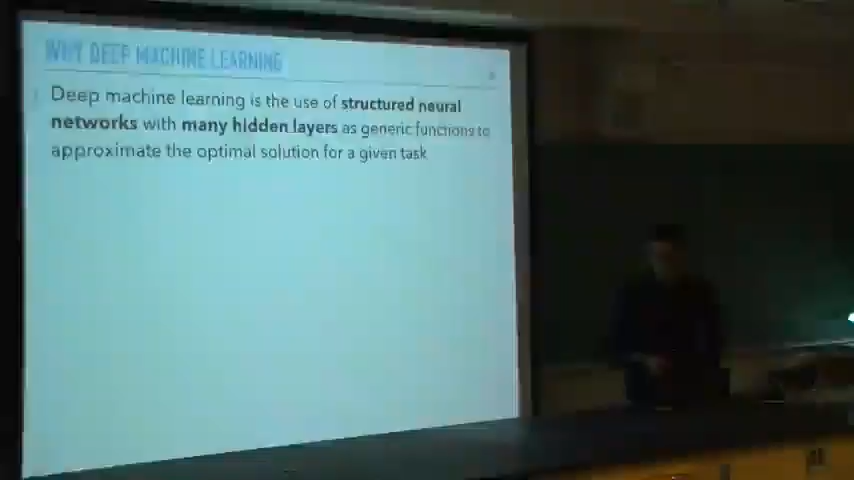 WHY DEEP MACHINE LEARNING
Deep machine learning is the use of structured neural
networks with many hidden layers as generic functions to
approximate the optimal solution for a given task